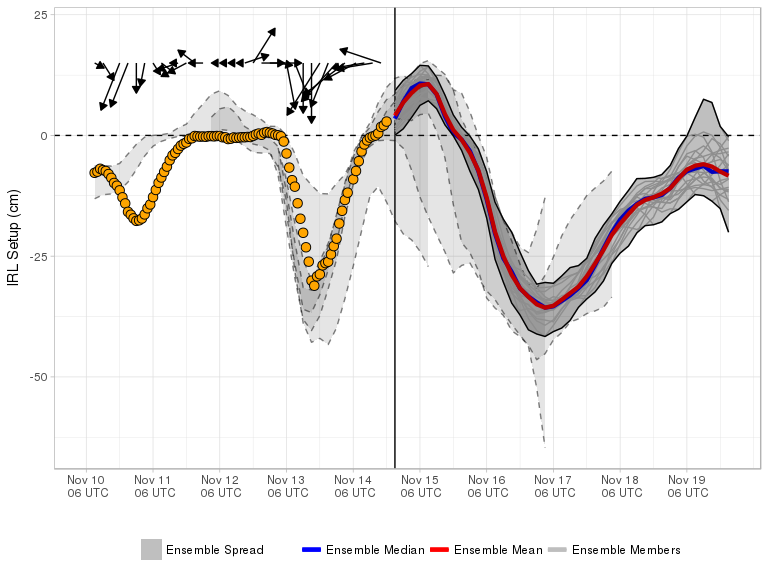 25
0
-25
-50
IRL Setup (cm)
Nov 10 Nov 11 Nov 12 Nov 13 Nov 14 Nov 15 Nov 16 Nov 17 Nov 18 Nov 19
06 UTC 06 UTC 06 UTC 06 UTC 06 UTC 06 UTC 06 UTC 06 UTC 06 UTC 06 UTC
Ensemble Spread Ensemble Median Ensemble Mean Ensemble Members